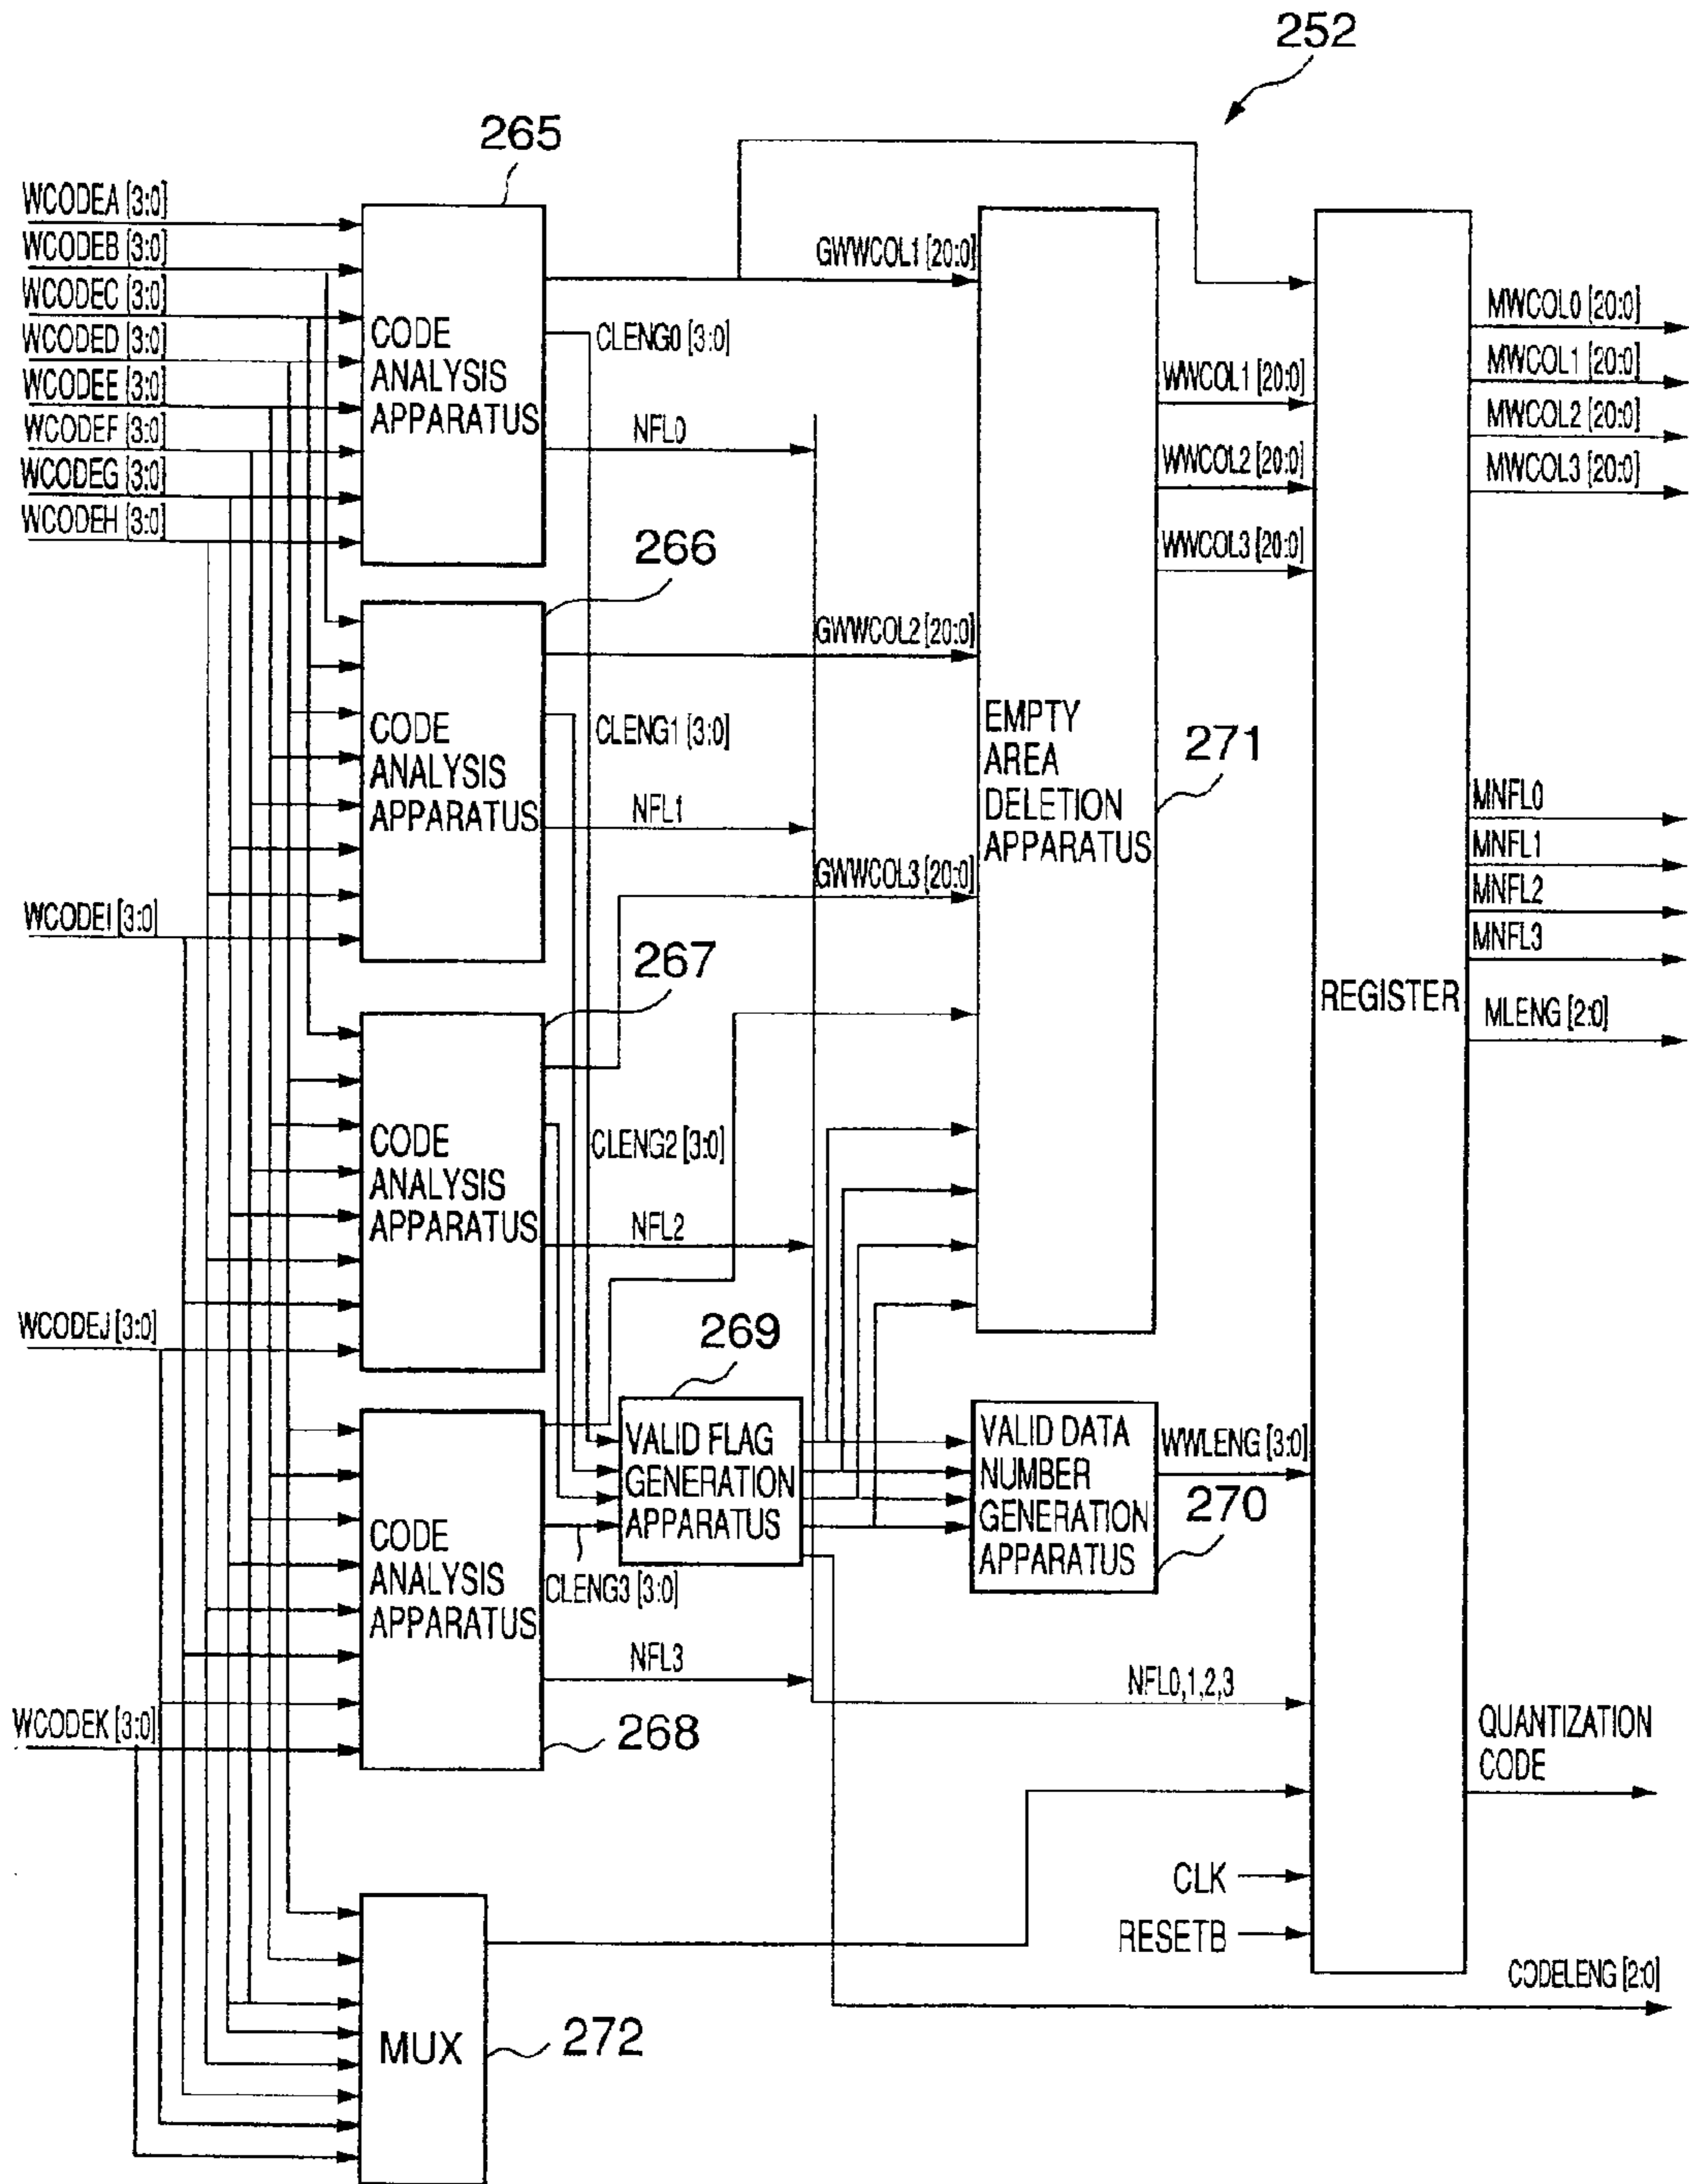 252
265
WCODEA [3:0]
WCODEB [3:0]
WCODEC [3:0]
WCODED [3:0]
WCODEE [3:0]
WCODEF [3:0]
WCODEG [3:0]
WCODEH [3:0]
CODE
ANALYSIS
APPARATUS
GWWCOL1 [20:0]
CLENG0 [3:0]
NFL0
WWCOL1 [20:0]
WWCOL2 [20:0]
WWCOL3 [20:0]
MWCOL0 [20:0]
MWCOL1 [20:0]
MWCOL2 [20:0]
MWCOL3 [20:0]
266
GWWCOL2 [20:0]
CODE
ANALYSIS
APPARATUS
CLENG1 [3:0]
NFL1
EMPTY
AREA
DELETION
APPARATUS
271
GWWCOL3 [20:0]
MNFL0
MNFL1
MNFL2
MNFL3
WCODEI [3:0]
267
REGISTER
MLENG [2:0]
CODE
ANALYSIS
APPARATUS
CLENG2 [3:0]
NFL2
WCODEJ [3:0]
269
VALID FLAG
GENERATION
APPARATUS
VALID DATA
NUMBER
GENERATION
APPARATUS
WWLENG [3:0]
270
CODE
ANALYSIS
APPARATUS
CLENG3 [3:0]
NFL3
NFL0,1,2,3
WCODEK [3:0]
268
QUANTIZATION
CODE
CLK
RESETB
CODELENG [2:0]
MUX
272